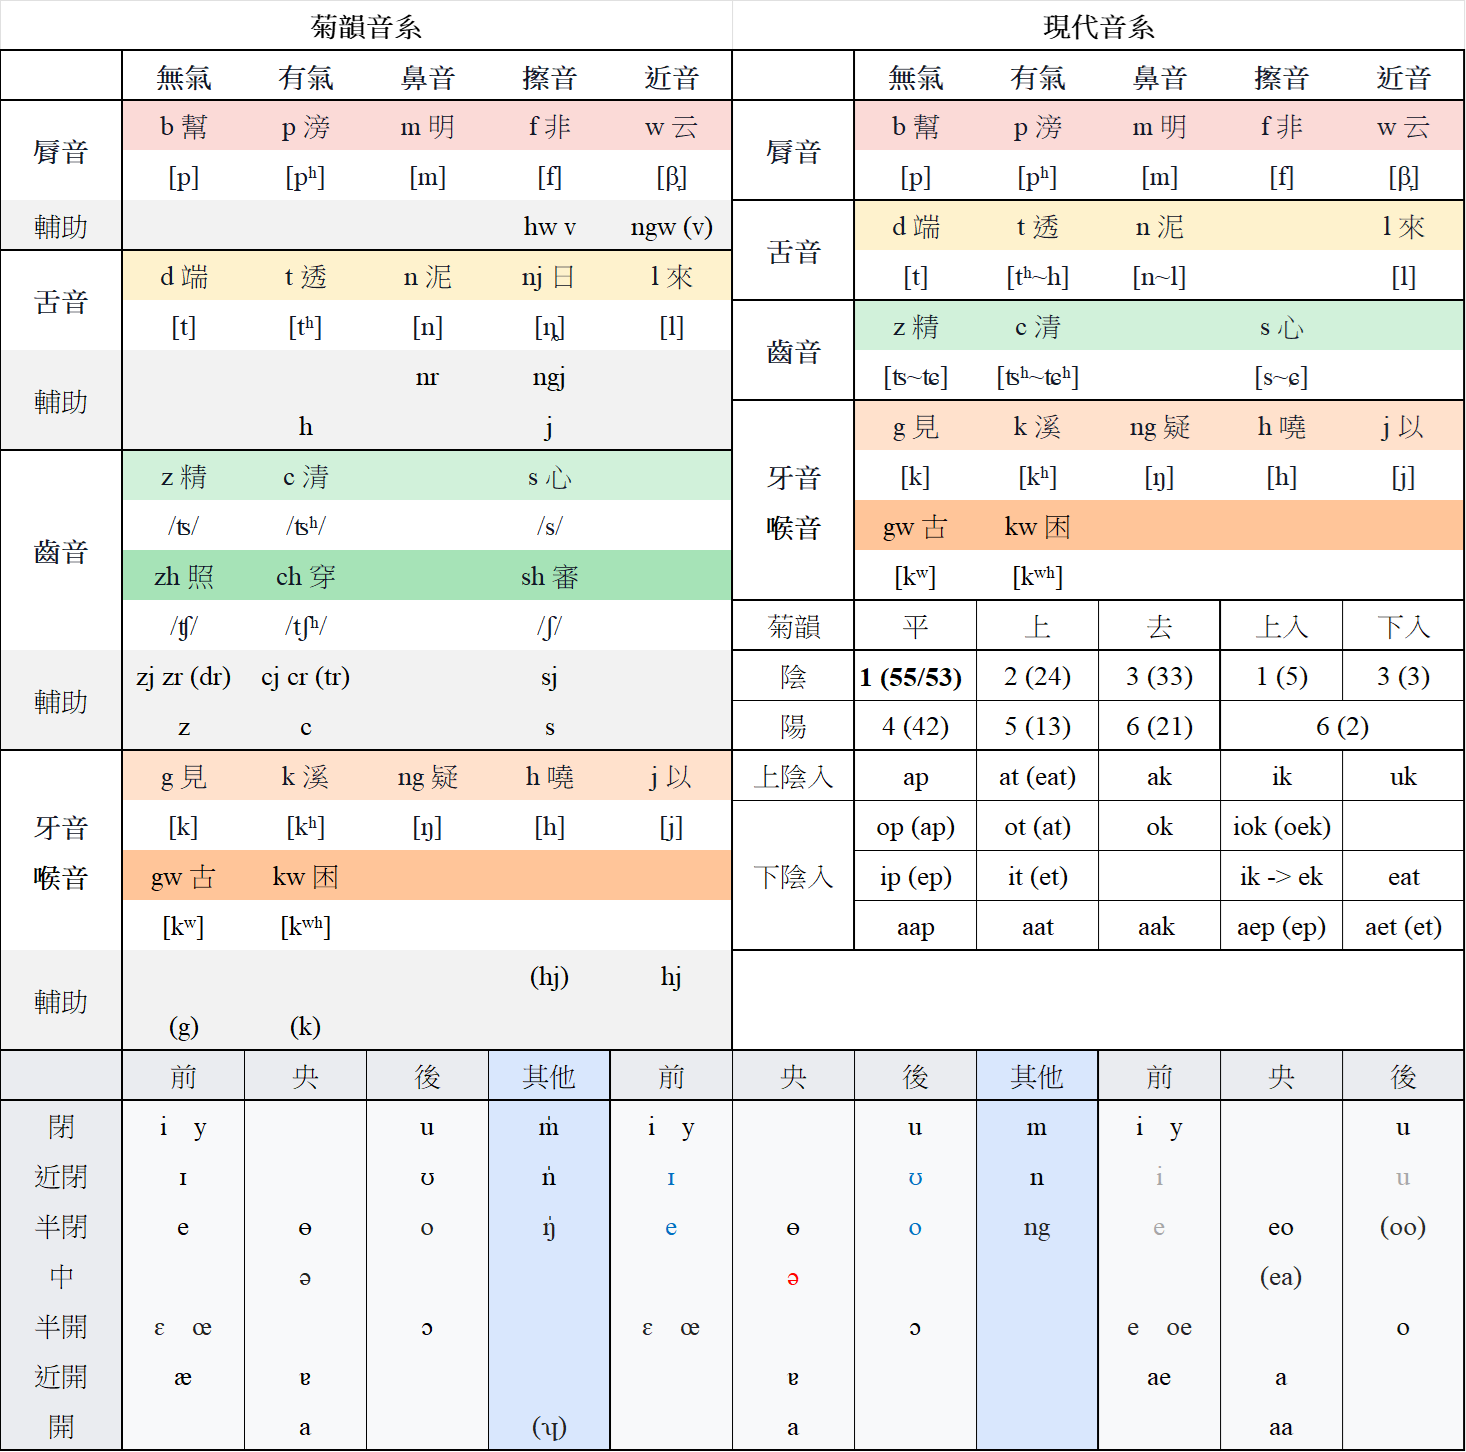 菊韻音系 現代音系
無氣 有氣 鼻音 擦音 近音 無氣 有氣 鼻音 擦音 近音
脣音 b 幫 p 滂 m 明 f 非 w 云 脣音 b 幫 p 滂 m 明 f 非 w 云
[p] [pʰ] [m] [f] [β̞] [p] [pʰ] [m] [f] [β̞]
輔助 hw v ngw (v) 舌音 d 端 t 透 n 泥 l 來
舌音 d 端 t 透 n 泥 nj 日 l 來 [t] [tʰ~h] [n~l] [l]
[t] [tʰ] [n] [ȵ] [l] 齒音 z 精 c 清 s 心
輔助 nr ngj [ʦ~ʨ] [ʦʰ~ʨʰ] [s~ɕ]
h j 牙音 喉音 g 見 k 溪 ng 疑 h 嘵 j 以
齒音 z 精 c 清 s 心 [k] [kʰ] [ŋ] [h] [j]
/ʦ/ /ʦʰ/ /s/ gw 古 kw 困
zh 照 ch 穿 sh 審 [kʷ] [kʷʰ]
/ʧ/ /tʃʰ/ /ʃ/ 菊韻 平 上 去 上入 下入
輔助 zj zr (dr) cj cr (tr) sj 陰 1 (55/53) 2 (24) 3 (33) 1 (5) 3 (3)
z c s 陽 4 (42) 5 (13) 6 (21) 6 (2)
牙音 喉音 g 見 k 溪 ng 疑 h 嘵 j 以 上陰入 ap at (eat) ak ik uk
[k] [kʰ] [ŋ] [h] [j] 下陰入 op (ap) ot (at) ok iok (oek)
gw 古 kw 困 ip (ep) it (et) ik -> ek eat
[kʷ] [kʷʰ] aap aat aak aep (ep) aet (et)
輔助 (hj) hj
(g) (k)
前 央 後 其他 前 央 後 其他 前 央 後
閉 i y u m̍ i y u m i y u
近閉 ɪ ʊ n̍ ɪ ʊ n i u
半閉 e ɵ o ŋ̍ e ɵ o ng e eo (oo)
中 ə ə (ea)
半開 ɛ œ ɔ ɛ œ ɔ e oe o
近開 æ ɐ ɐ ae a
開 a (ʮ) a aa